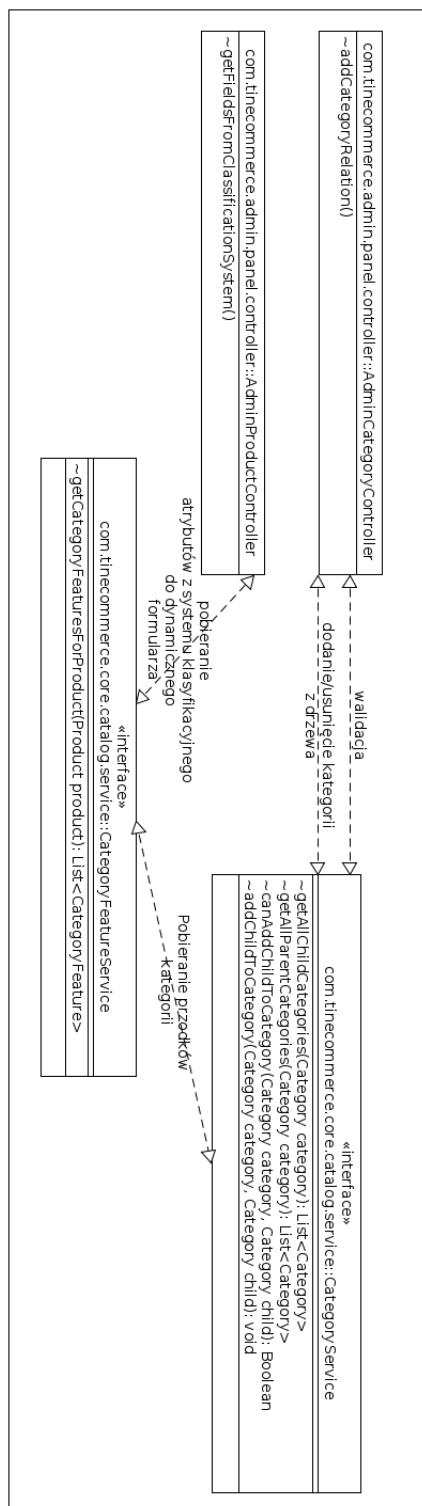 com.tinecommerce.admin.panel.controller::AdminCategoryController
~addCategoryRelation()
walidacja
dodanie/usunięcie kategorii
z drzewa
«interface»
com.tinecommerce.core.catalog.service::CategoryService
~getAllChildCategories(Category category): List<Category>
~getAllParentCategories(Category category): List<Category>
~canAddChildToCategory(Category category, Category child): Boolean
~addChildToCategory(Category category, Category child): void
com.tinecommerce.admin.panel.controller::AdminProductController
~getFieldsFromClassificationSystem()
pobieranie
atrybutów z systemu klasyfikacyjnego
do dynamicznego
formularza
Pobieranie przodków
kategorii
«interface»
com.tinecommerce.core.catalog.service::CategoryFeatureService
~getCategoryFeaturesForProduct(Product product): List<CategoryFeature>